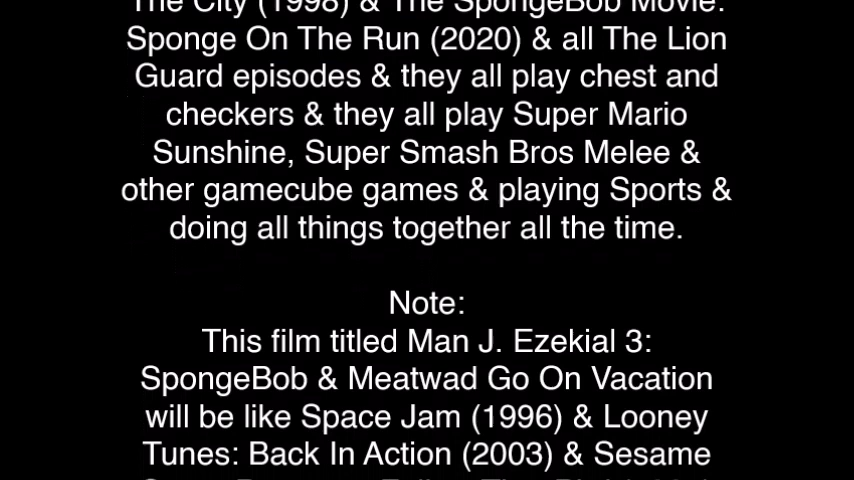 The City (1998) & The SpongeBob Movie:
Sponge On The Run (2020) & all The Lion
Guard episodes & they all play chest and
checkers & they all play Super Mario
Sunshine, Super Smash Bros Melee &
other gamecube games & playing Sports &
doing all things together all the time.
Note:
This film titled Man J. Ezekial 3:
SpongeBob & Meatwad Go On Vacation
will be like Space Jam (1996) & Looney
Tunes: Back In Action (2003) & Sesame